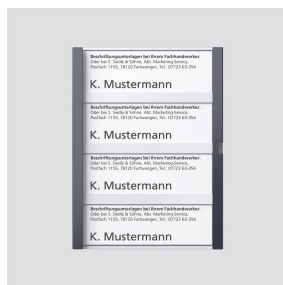 Beschriftungsunterlagen bei Ihrem Fachhandwerker.
Oder bei S. Siedle & Söhne, Abt. Marketing-Service,
Postfach 1155, 78120 Furtwangen, Tel.: 07723 63-354
K. Mustermann
Beschriftungsunterlagen bei Ihrem Fachhandwerker.
Oder bei S. Siedle & Söhne, Abt. Marketing-Service,
Postfach 1155, 78120 Furtwangen, Tel.: 07723 63-354
K. Mustermann
Beschriftungsunterlagen bei Ihrem Fachhandwerker.
Oder bei S. Siedle & Söhne, Abt. Marketing-Service,
Postfach 1155, 78120 Furtwangen, Tel.: 07723 63-354
K. Mustermann
Beschriftungsunterlagen bei Ihrem Fachhandwerker.
Oder bei S. Siedle & Söhne, Abt. Marketing-Service,
Postfach 1155, 78120 Furtwangen, Tel.: 07723 63-354
K. Mustermann